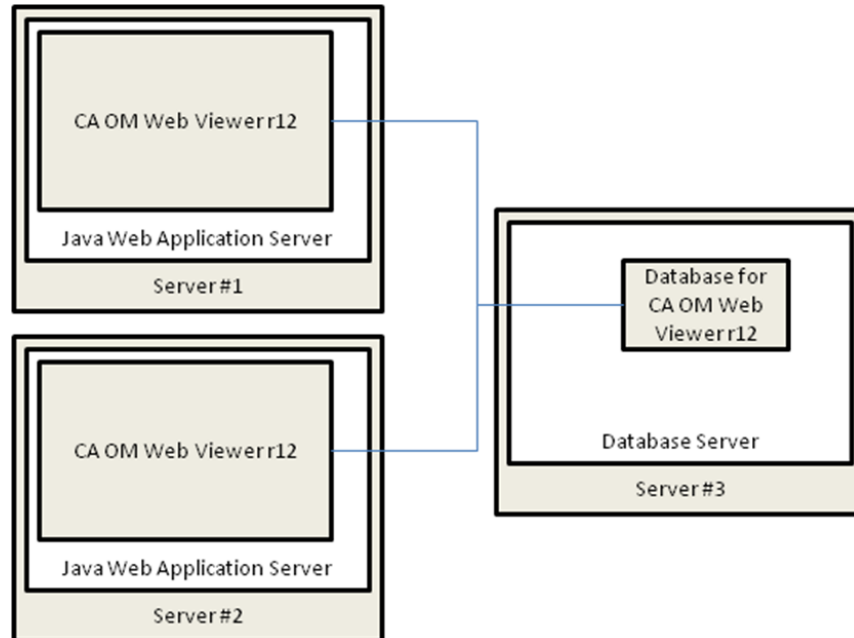 CA OM Web Viewer r12
Java Web Application Server
Server #1
CA OM Web Viewer r12
Java Web Application Server
Server #2
Database for
CA OM Web
Viewer r12
Database Server
Server #3